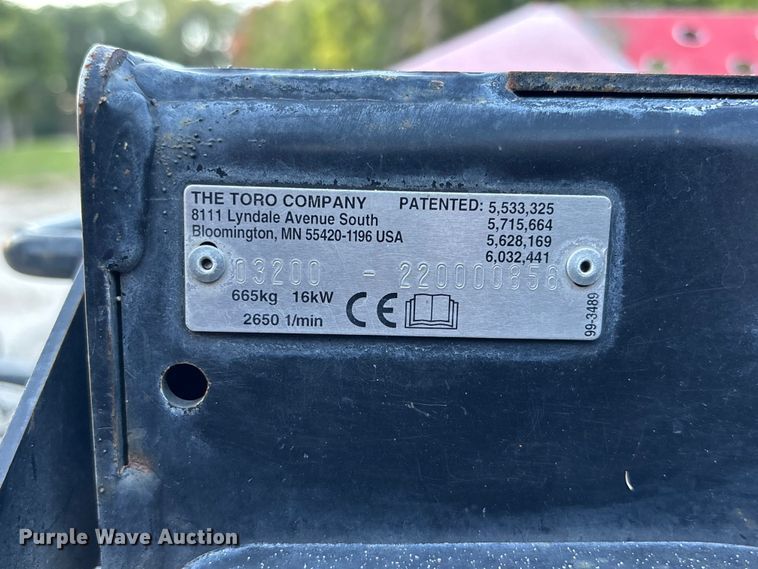 THE TORO COMPANY PATENTED: 5,533,325
8111 Lyndale Avenue South 5,715,664
Bloomington, MN 55420-1196 USA 5,628,169
6,032,441
03200 - 220000858
665kg 16kW
2650 1/min
CE
99-3489
Purple Wave Auction